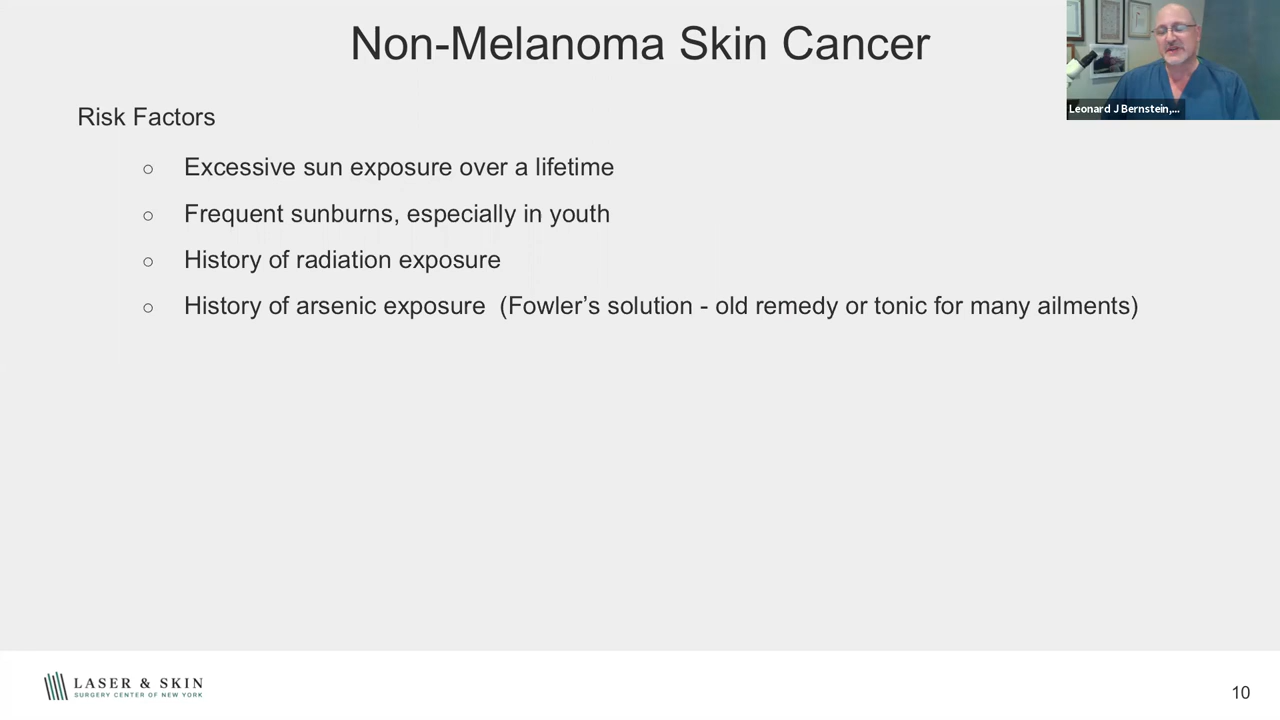 Non-Melanoma Skin Cancer
Leonard J Bernstein,...
Risk Factors
○ Excessive sun exposure over a lifetime
○ Frequent sunburns, especially in youth
○ History of radiation exposure
○ History of arsenic exposure (Fowler’s solution - old remedy or tonic for many ailments)
LASER & SKIN
SURGERY CENTER OF NEW YORK
10